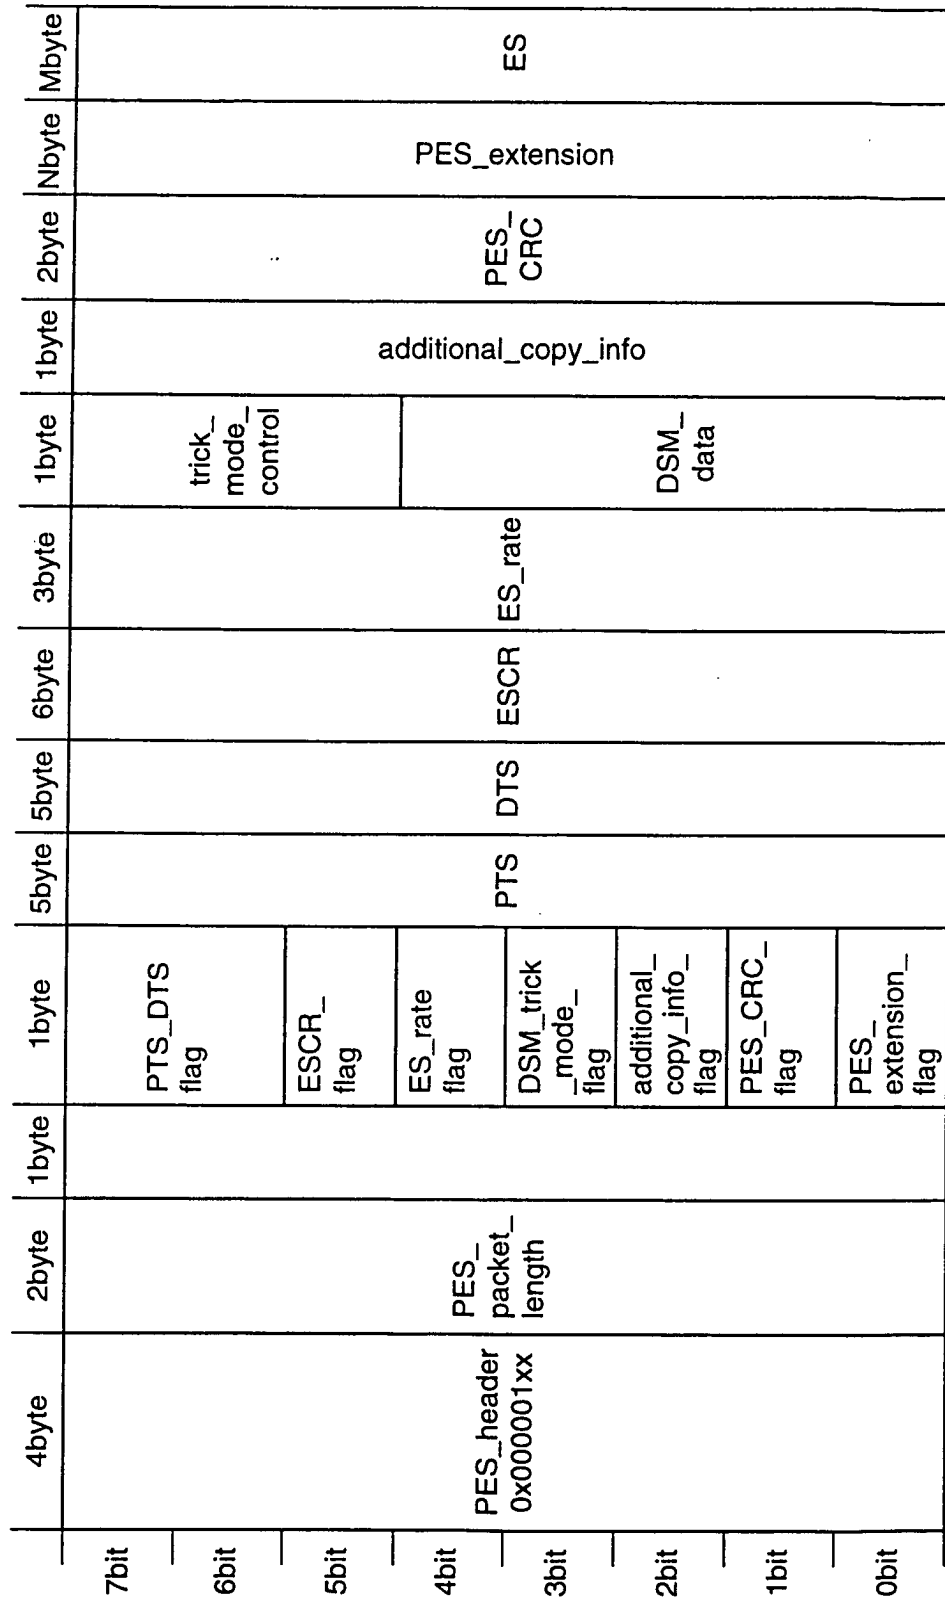 4byte
2byte
1byte
1byte
5byte
5byte
6byte
3byte
1byte
1byte
2byte
Nbyte
Mbyte
7bit
6bit
5bit
4bit
3bit
2bit
1bit
0bit
PES_header
0x000001xx
PES_
packet_
length
PTS_DTS
flag
ESCR_
flag
ES_rate
flag
DSM_trick
_mode_
flag
additional_
copy_info_
flag
PES_CRC_
flag
PES_
extension_
flag
PTS
DTS
ESCR
ES_rate
trick_
mode_
control
DSM_
data
additional_copy_info
PES_
CRC
PES_extension
ES